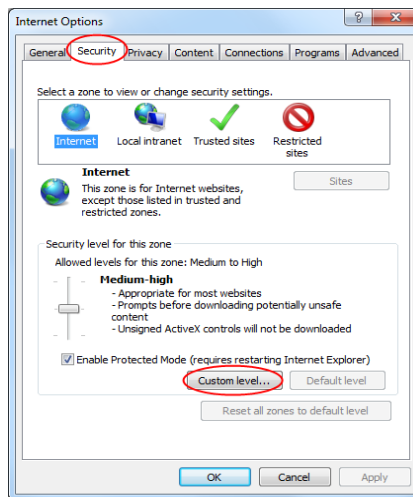 Internet Options
General Security Privacy Content Connections Programs Advanced
Select a zone to view or change security settings.
Internet Local intranet Trusted sites Restricted
sites
Internet
Sites
This zone is for Internet websites,
except those listed in trusted and
restricted zones.
Security level for this zone
Allowed levels for this zone: Medium to High
Medium-high
- Appropriate for most websites
- Prompts before downloading potentially unsafe
content
- Unsigned ActiveX controls will not be downloaded
Enable Protected Mode (requires restarting Internet Explorer)
Custom level... Default level
Reset all zones to default level
OK Cancel Apply